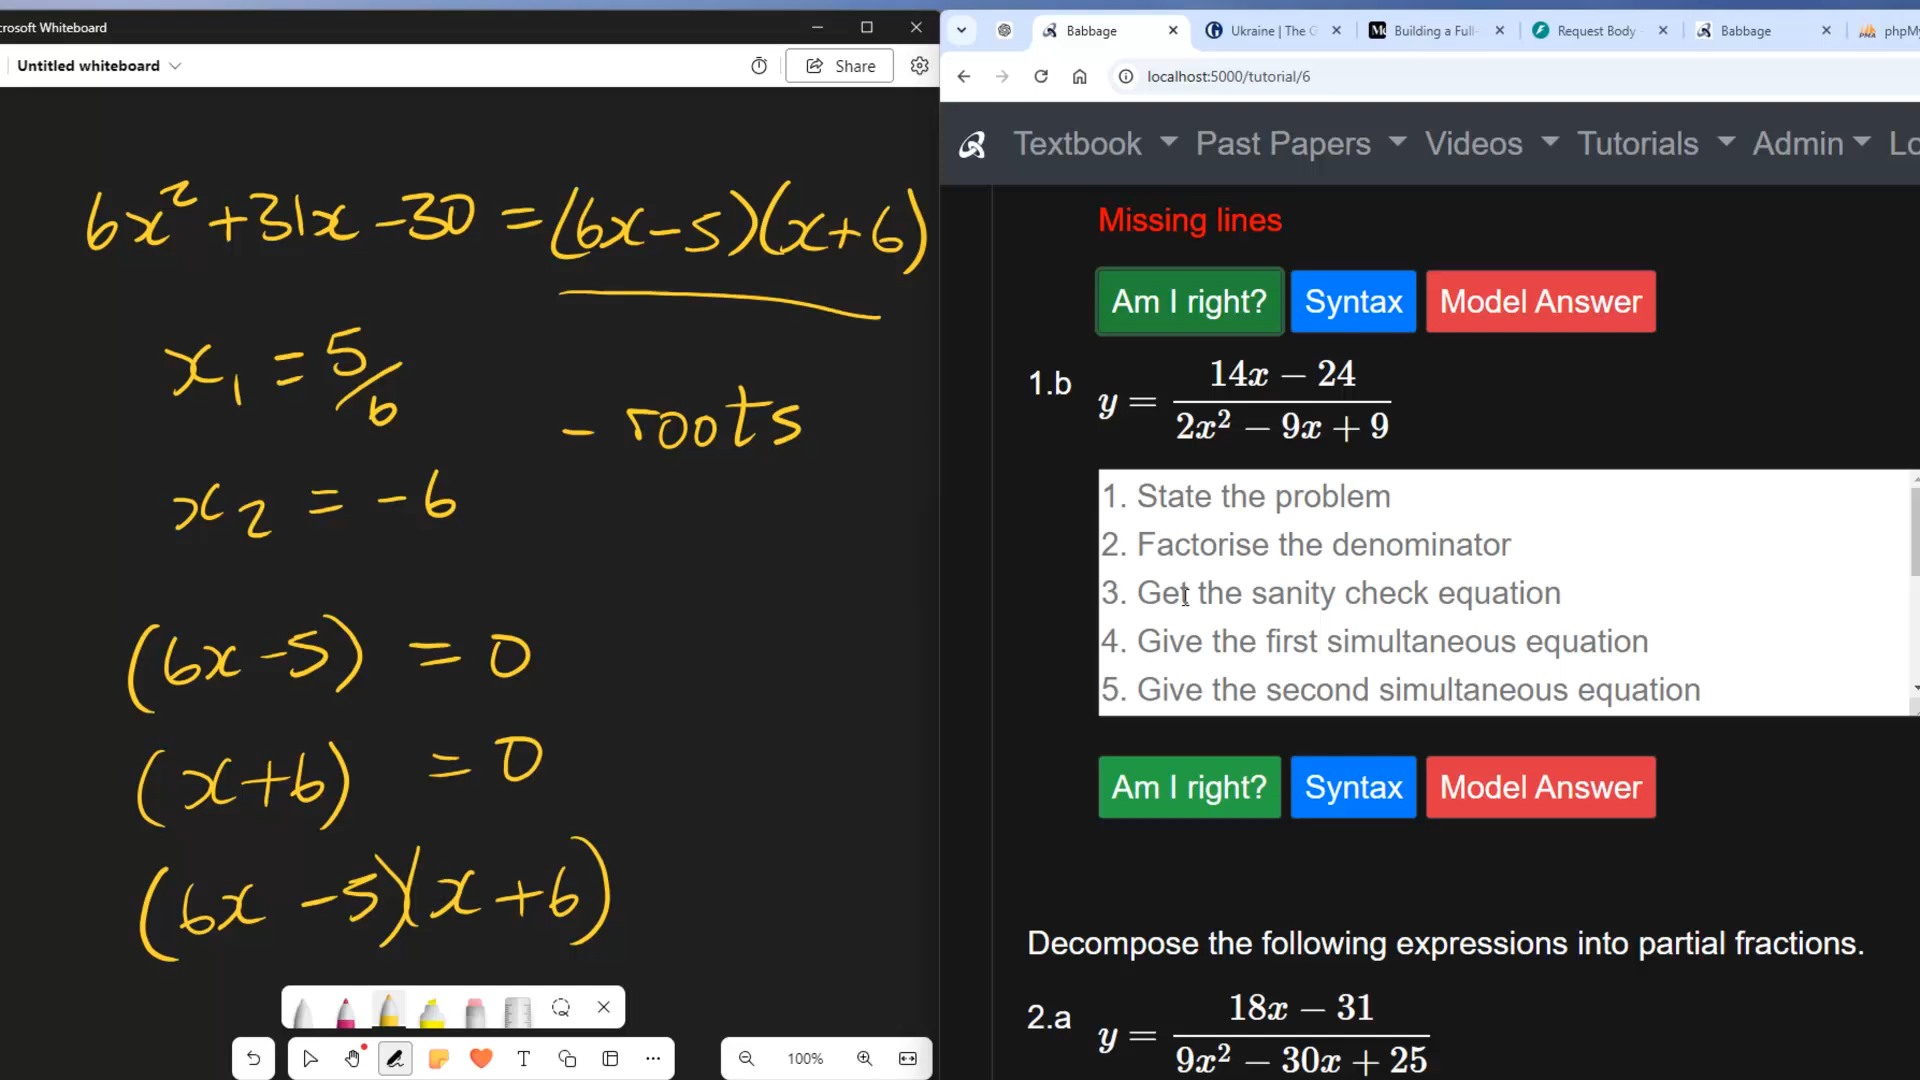 crosoft Whiteboard
Untitled whiteboard
Share
6x² + 31x - 30 = (6x - 5)(x + 6)
x₁ = 5/6
- roots
x₂ = -6
(6x - 5) = 0
(x + 6) = 0
(6x - 5)(x + 6)
100%
Babbage
Ukraine | The G
Building a Full-
Request Body
Babbage
phpMy
localhost:5000/tutorial/6
Textbook Past Papers Videos Tutorials Admin Lo
Missing lines
Am I right? Syntax Model Answer
1.b y = (14x − 24)/(2x² − 9x + 9)
1. State the problem
2. Factorise the denominator
3. Get the sanity check equation
4. Give the first simultaneous equation
5. Give the second simultaneous equation
Am I right? Syntax Model Answer
Decompose the following expressions into partial fractions.
2.a y = (18x − 31)/(9x² − 30x + 25)